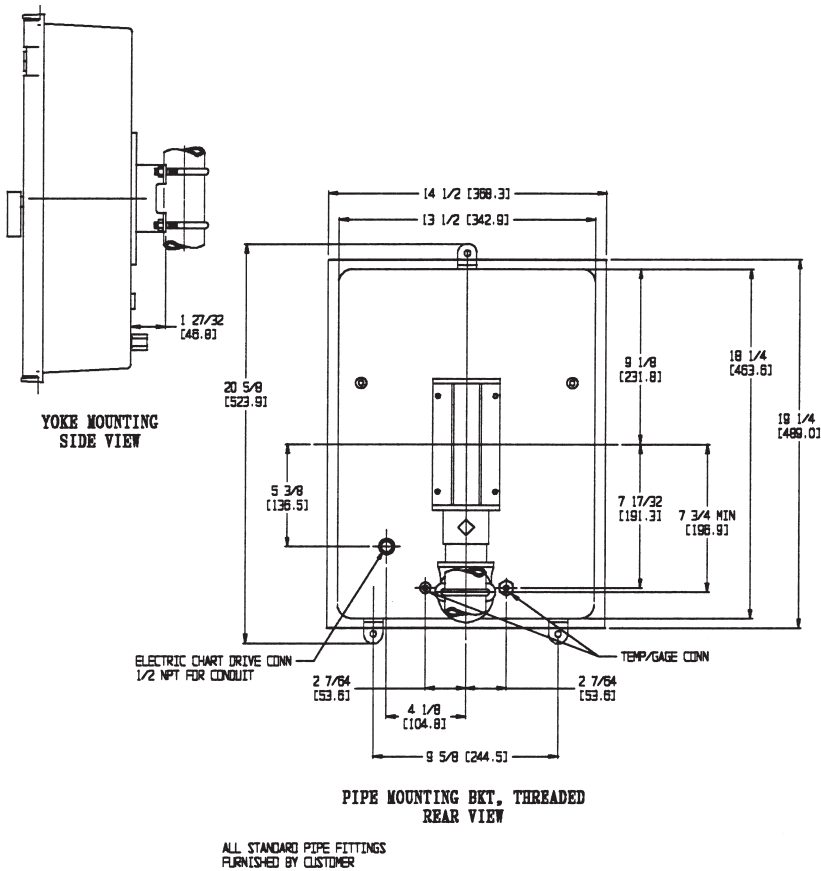 14 1/2 [368.3]
13 1/2 [342.9]
1 27/32
[46.8]
YOKE MOUNTING
SIDE VIEW
20 5/8
[523.9]
9 1/8
[231.8]
18 1/4
[463.6]
19 1/4
[489.0]
5 3/8
[136.5]
7 17/32
[191.3]
7 3/4 MIN
[196.9]
ELECTRIC CHART DRIVE CONN
1/2 NPT FOR CONDUIT
TEMP/GAGE CONN
2 7/64
[53.6]
2 7/64
[53.6]
4 1/8
[104.8]
9 5/8 [244.5]
PIPE MOUNTING BKT, THREADED
REAR VIEW
ALL STANDARD PIPE FITTINGS
FURNISHED BY CUSTOMER